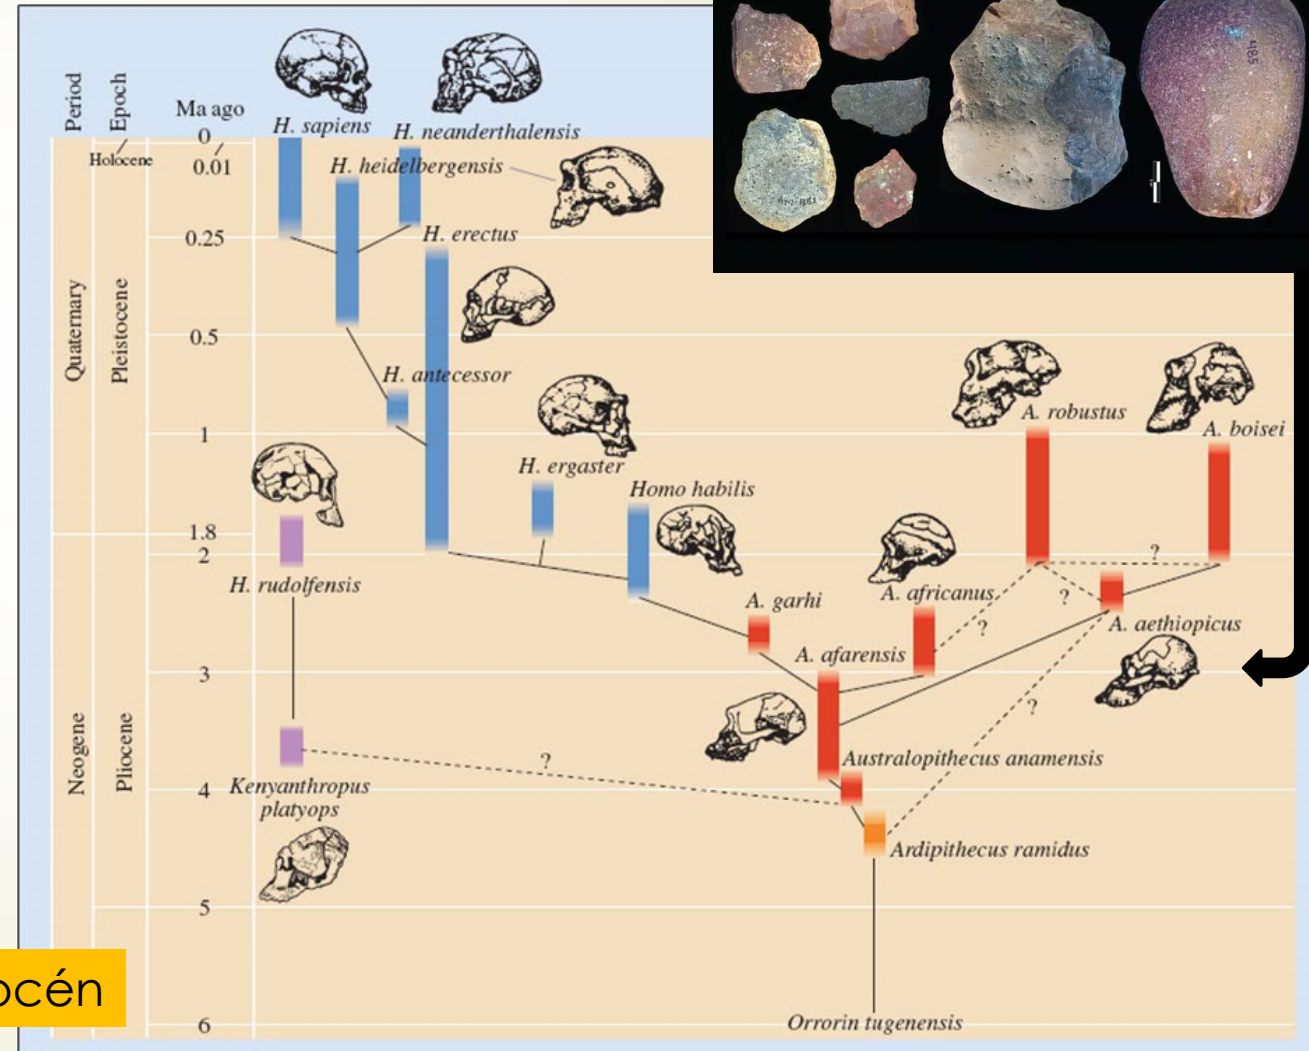 Period
Epoch
Ma ago
0
Holocene
0.01
0.25
0.5
1
1.8
2
3
4
5
6
Quaternary
Pleistocene
Neogene
Pliocene
H. sapiens
H. neanderthalensis
H. heidelbergensis
H. erectus
H. antecessor
H. ergaster
Homo habilis
A. robustus
A. boisei
H. rudolfensis
A. garhi
A. africanus
A. aethiopicus
A. afarensis
?
?
?
?
?
Kenyanthropus
platyops
Australopithecus anamensis
Ardipithecus ramidus
Orrorin tugenensis
océn